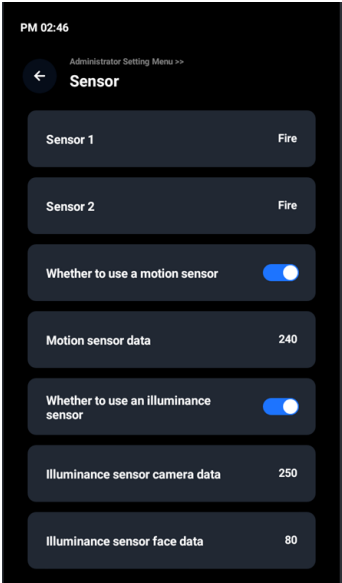 PM 02:46
Administrator Setting Menu >>
Sensor
Sensor 1 Fire
Sensor 2 Fire
Whether to use a motion sensor
Motion sensor data 240
Whether to use an illuminance
sensor
Illuminance sensor camera data 250
Illuminance sensor face data 80